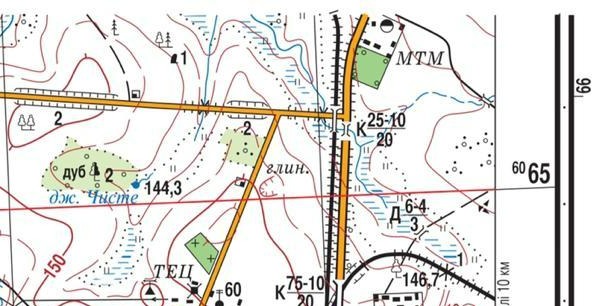 МТМ
1
2
2
К 25-10
20
66
дуб 2
глин.
144,3
дж. Чисте
60 65
Д 6-4
3
150
ТЕЦ
60
К 75-10
20
146,7
1
10 км